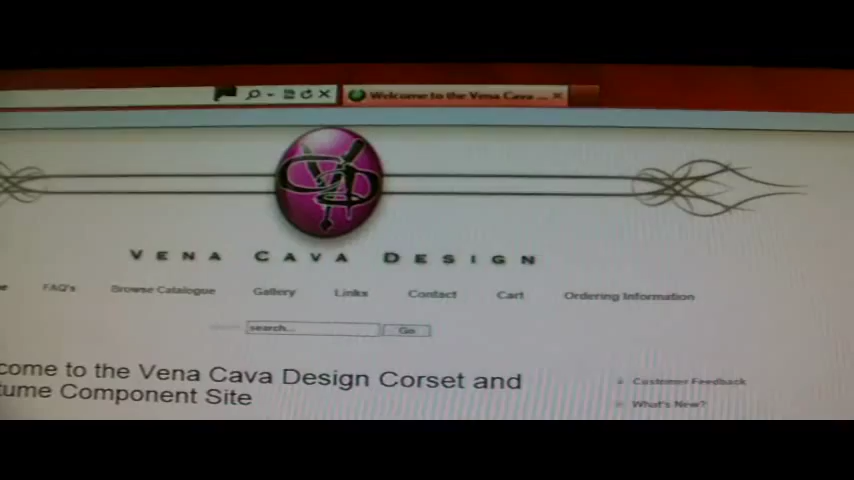 Welcome to the Vena Cava ...
VENA CAVA DESIGN
FAQ's Browse Catalogue Gallery Links Contact Cart Ordering Information
search... Go
come to the Vena Cava Design Corset and
tume Component Site
Customer Feedback
What's New?